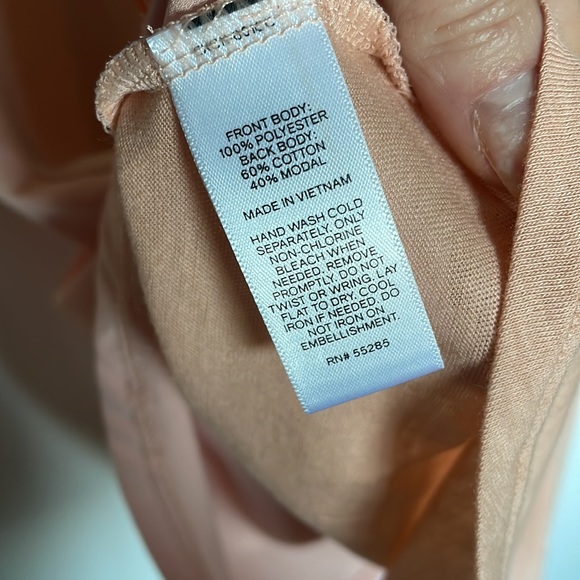 FRONT BODY:
100% POLYESTER
BACK BODY:
60% COTTON
40% MODAL
MADE IN VIETNAM
HAND WASH COLD
SEPARATELY. ONLY
NON-CHLORINE
BLEACH WHEN
NEEDED. REMOVE
PROMPTLY. DO NOT
TWIST OR WRING. LAY
FLAT TO DRY. COOL
IRON IF NEEDED. DO
NOT IRON ON
EMBELLISHMENT.
RN# 55285